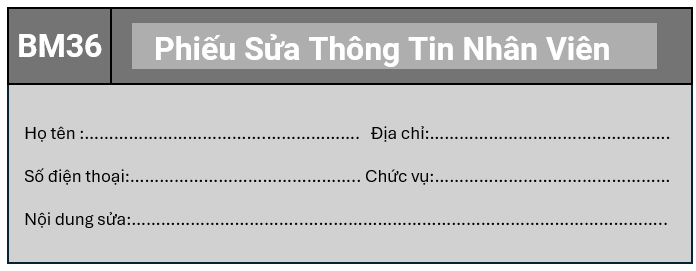 BM36 Phiếu Sửa Thông Tin Nhân Viên
Họ tên :................................................ Địa chỉ:..........................................
Số điện thoại:........................................ Chức vụ:.........................................
Nội dung sửa:..............................................................................................